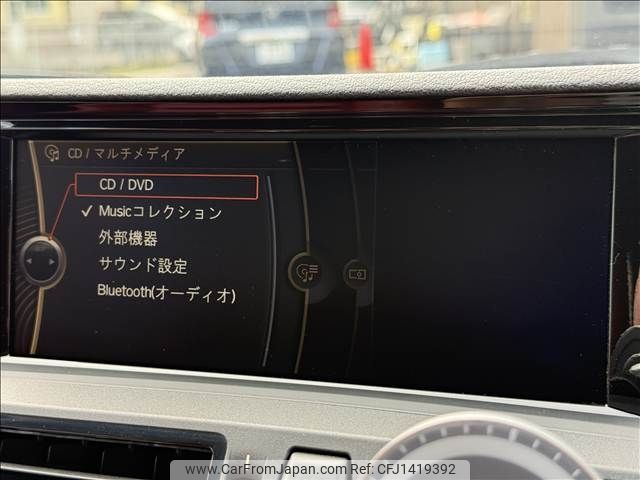 CD / マルチメディア
CD / DVD
Musicコレクション
外部機器
サウンド設定
Bluetooth(オーディオ)
www.CarFromJapan.com for Car ref: CFJ1419392